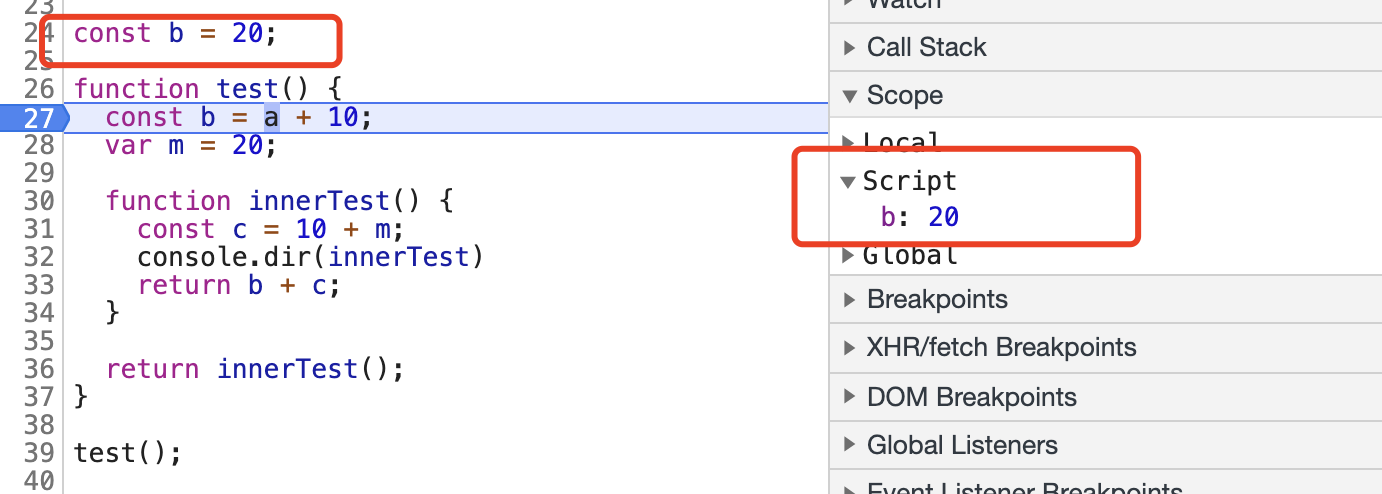 23
24 const b = 20;
25
26 function test() {
27 const b = a + 10;
28 var m = 20;
29
30 function innerTest() {
31 const c = 10 + m;
32 console.dir(innerTest)
33 return b + c;
34 }
35
36 return innerTest();
37 }
38
39 test();
40
Watch
Call Stack
Scope
Local
Script
b: 20
Global
Breakpoints
XHR/fetch Breakpoints
DOM Breakpoints
Global Listeners
Event Listener Breakpoints